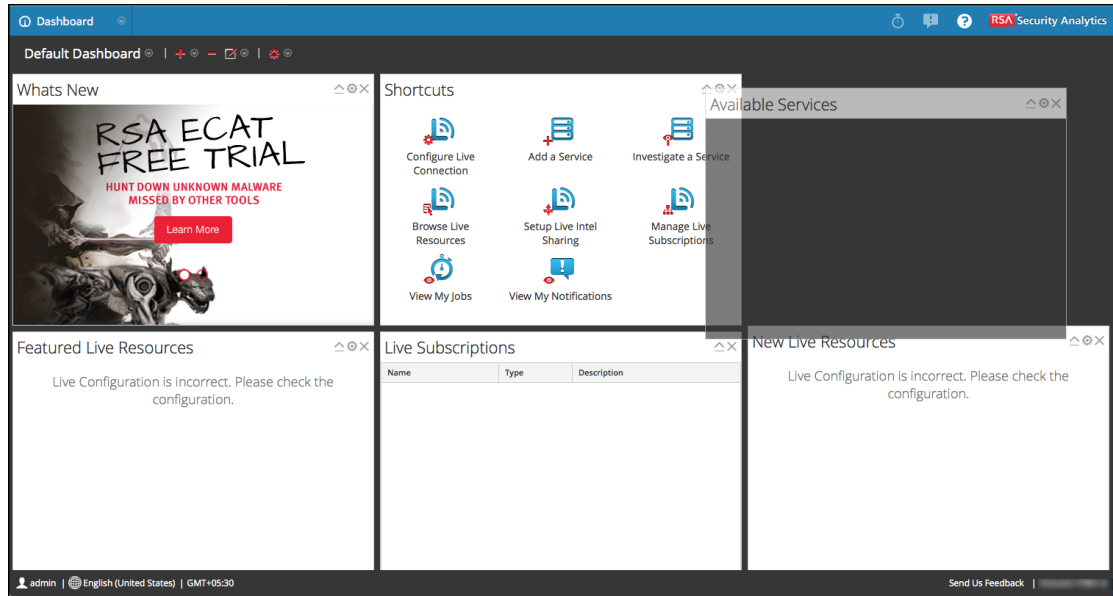 Dashboard
RSA Security Analytics
Default Dashboard
Whats New
RSA ECAT
FREE TRIAL
HUNT DOWN UNKNOWN MALWARE
MISSED BY OTHER TOOLS
Learn More
Shortcuts
Configure Live
Connection
Add a Service
Investigate a Service
Browse Live
Resources
Setup Live Intel
Sharing
Manage Live
Subscriptions
View My Jobs
View My Notifications
Available Services
Featured Live Resources
Live Configuration is incorrect. Please check the
configuration.
Live Subscriptions
Name Type Description
New Live Resources
Live Configuration is incorrect. Please check the
configuration.
admin | English (United States) | GMT+05:30
Send Us Feedback |